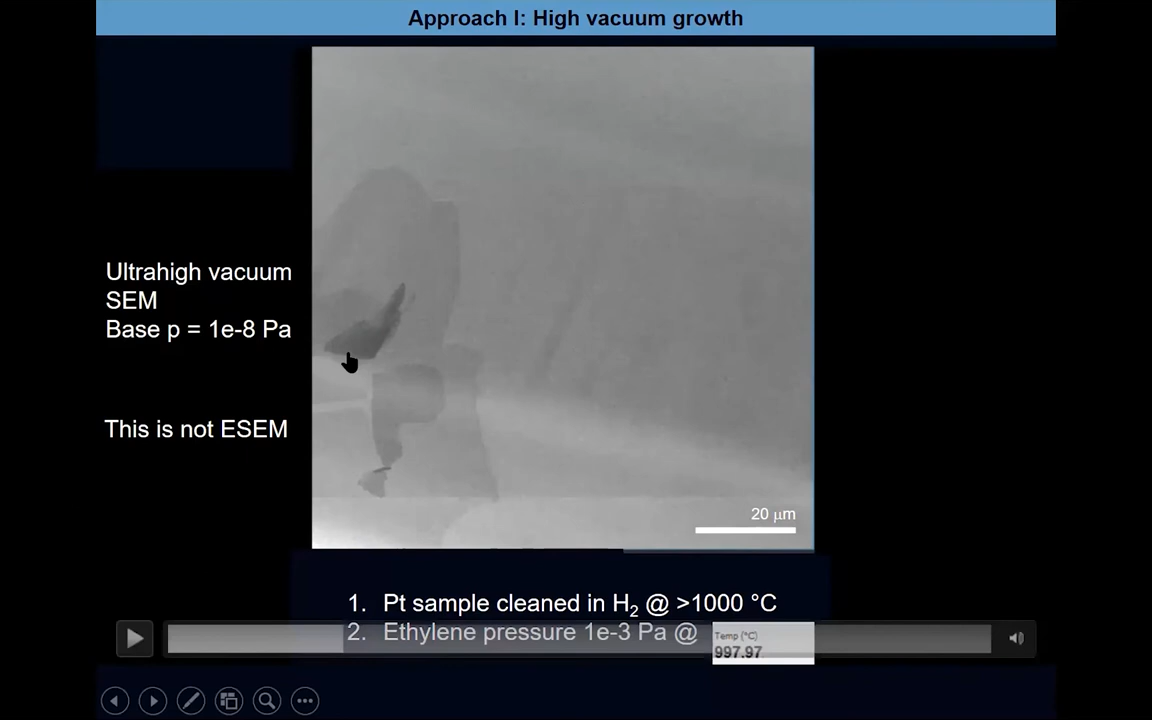 Approach I: High vacuum growth
Ultrahigh vacuum
SEM
Base p = 1e-8 Pa
This is not ESEM
20 μm
1. Pt sample cleaned in H₂ @ >1000 °C
2. Ethylene pressure 1e-3 Pa @
Temp (°C)
997.97